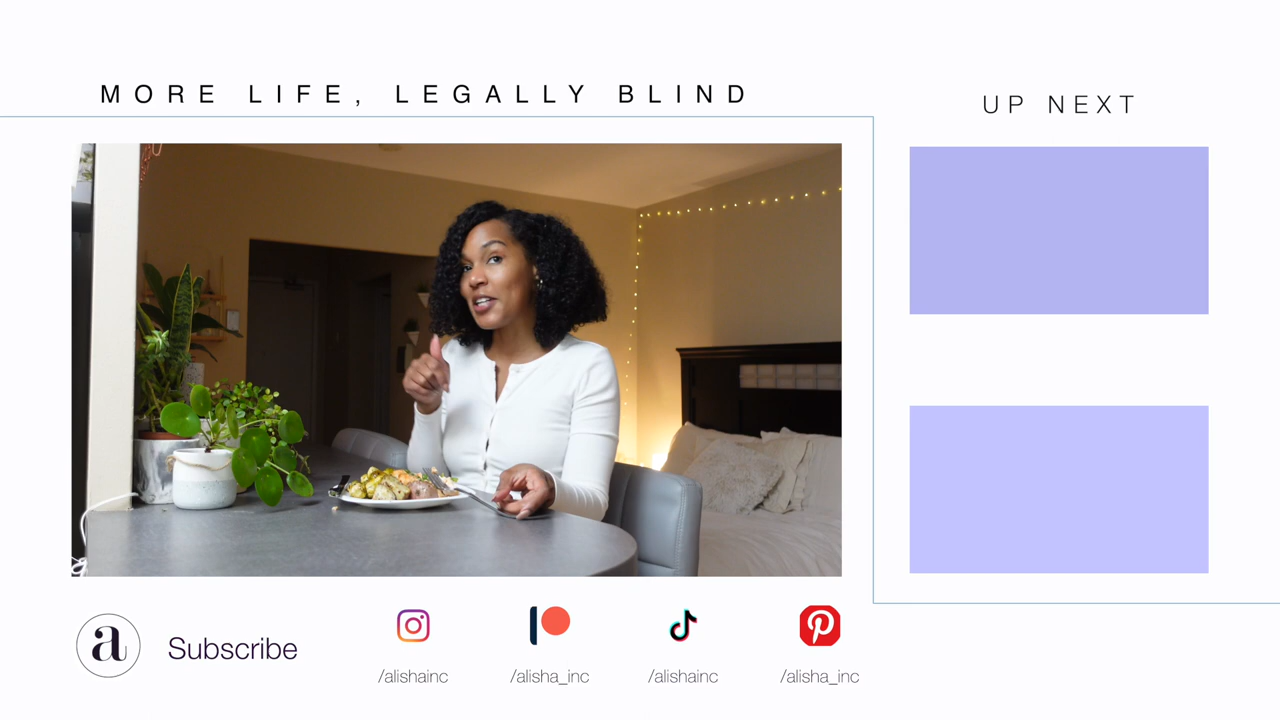 MORE LIFE, LEGALLY BLIND
UP NEXT
a
Subscribe
/alishainc
/alisha_inc
/alishainc
/alisha_inc